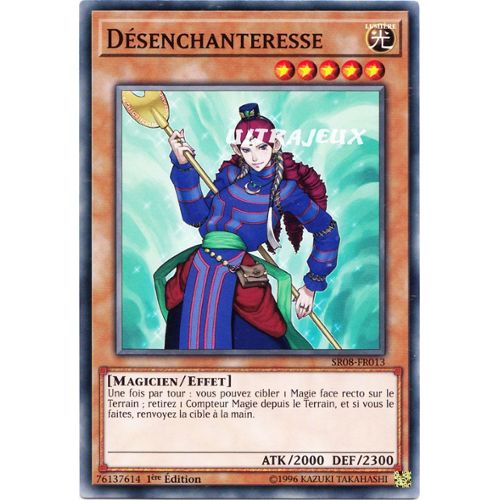 DÉSENCHANTERESSE
LUMIÈRE
光
ULTRAJEUX
SR08-FR013
[MAGICIEN/EFFET]
Une fois par tour : vous pouvez cibler 1 Magie face recto sur le
Terrain ; retirez 1 Compteur Magie depuis le Terrain, et si vous le
faites, renvoyez la cible à la main.
ATK/2000 DEF/2300
76137614 1ère Édition ©1996 KAZUKI TAKAHASHI